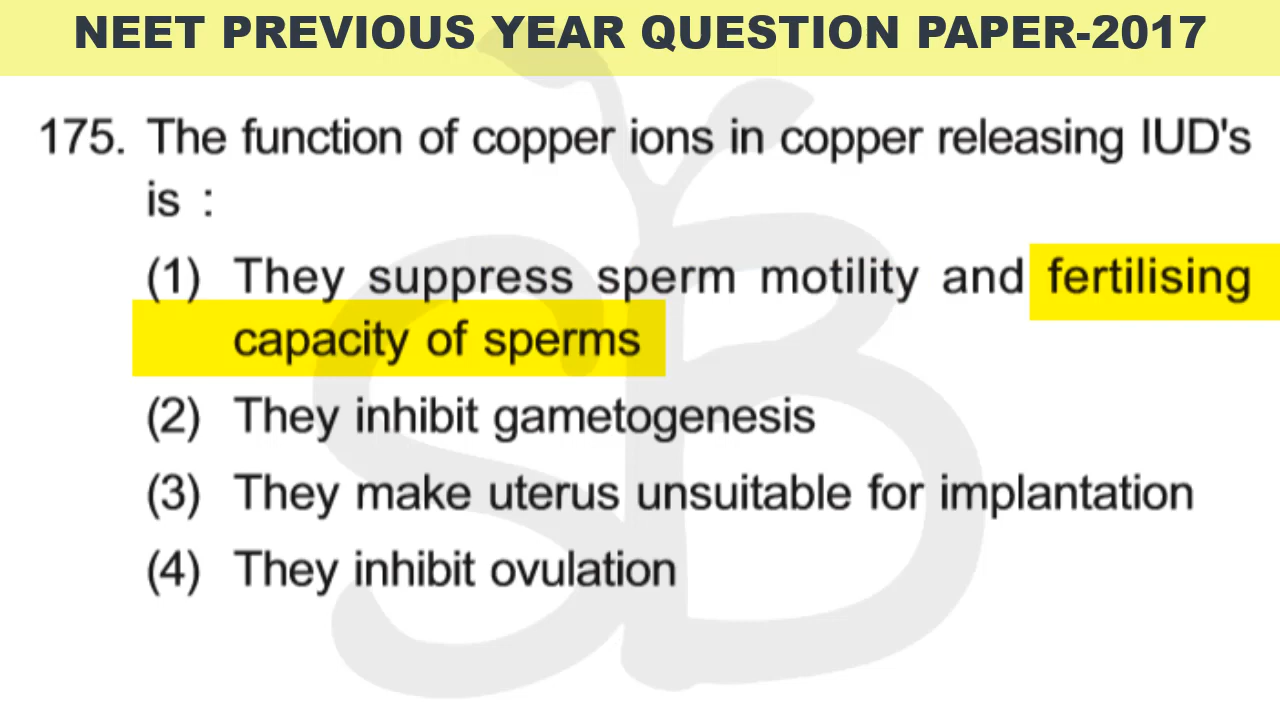 NEET PREVIOUS YEAR QUESTION PAPER-2017
175. The function of copper ions in copper releasing IUD's
is :
(1) They suppress sperm motility and fertilising
capacity of sperms
(2) They inhibit gametogenesis
(3) They make uterus unsuitable for implantation
(4) They inhibit ovulation
SB